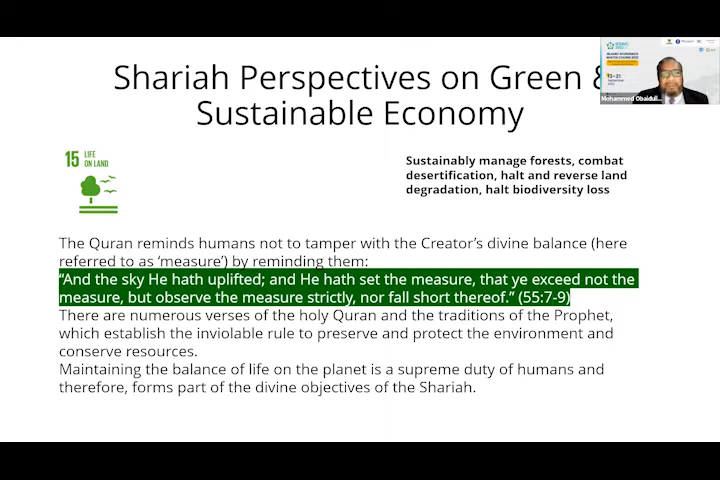 Shariah Perspectives on Green &
Sustainable Economy
15 LIFE
ON LAND
Sustainably manage forests, combat
desertification, halt and reverse land
degradation, halt biodiversity loss
The Quran reminds humans not to tamper with the Creator’s divine balance (here
referred to as ‘measure’) by reminding them:
“And the sky He hath uplifted; and He hath set the measure, that ye exceed not the
measure, but observe the measure strictly, nor fall short thereof.” (55:7-9)
There are numerous verses of the holy Quran and the traditions of the Prophet,
which establish the inviolable rule to preserve and protect the environment and
conserve resources.
Maintaining the balance of life on the planet is a supreme duty of humans and
therefore, forms part of the divine objectives of the Shariah.
ISLAMIC ECONOMICS
WINTER COURSE 2022
Mohammed Obaidull...